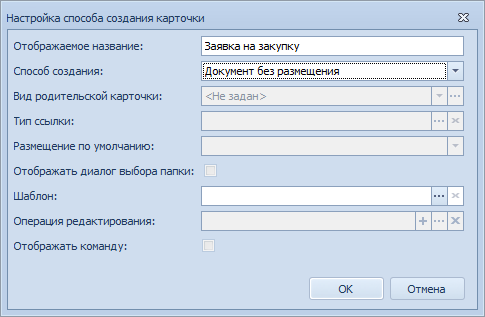 Настройка способа создания карточки
Отображаемое название: Заявка на закупку
Способ создания: Документ без размещения
Вид родительской карточки: <Не задан>
Тип ссылки:
Размещение по умолчанию:
Отображать диалог выбора папки:
Шаблон:
Операция редактирования:
Отображать команду:
ОК Отмена